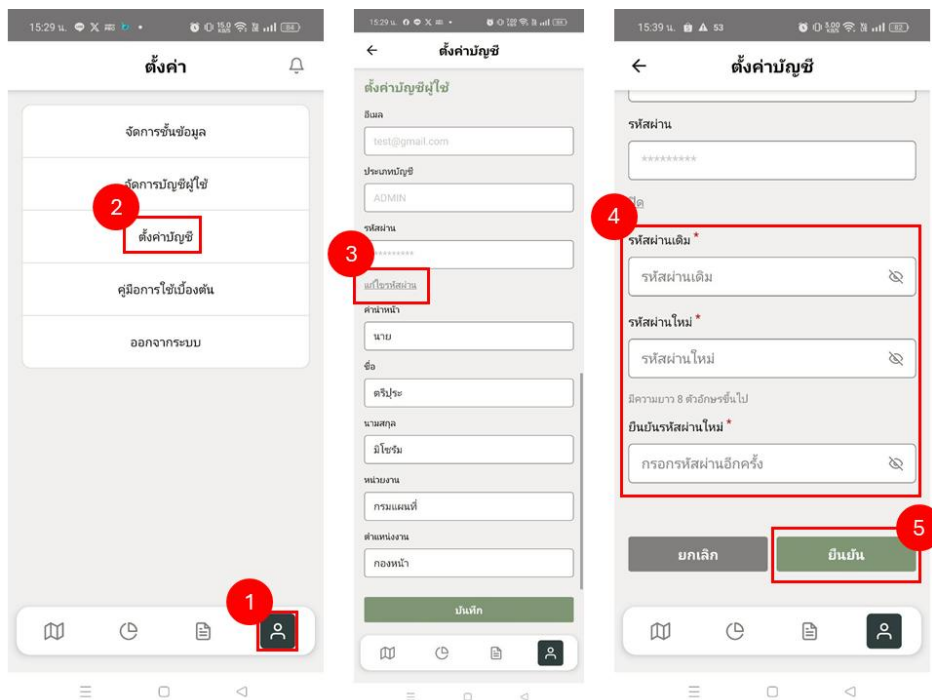 15:29 น.
ตั้งค่า
จัดการชั้นข้อมูล
จัดการบัญชีผู้ใช้
2
ตั้งค่าบัญชี
คู่มือการใช้เบื้องต้น
ออกจากระบบ
1
15:29 น.
ตั้งค่าบัญชี
ตั้งค่าบัญชีผู้ใช้
อีเมล
test@gmail.com
ประเภทบัญชี
ADMIN
รหัสผ่าน
3
*********
แก้ไขรหัสผ่าน
คำนำหน้า
นาย
ชื่อ
ตรีประ
นามสกุล
มิโซรัม
หน่วยงาน
กรมแผนที่
ตำแหน่งงาน
กองหน้า
บันทึก
15:39 น. 53
ตั้งค่าบัญชี
รหัสผ่าน
*********
ปิด
4
รหัสผ่านเดิม *
รหัสผ่านเดิม
รหัสผ่านใหม่ *
รหัสผ่านใหม่
มีความยาว 8 ตัวอักษรขึ้นไป
ยืนยันรหัสผ่านใหม่ *
กรอกรหัสผ่านอีกครั้ง
5
ยกเลิก ยืนยัน